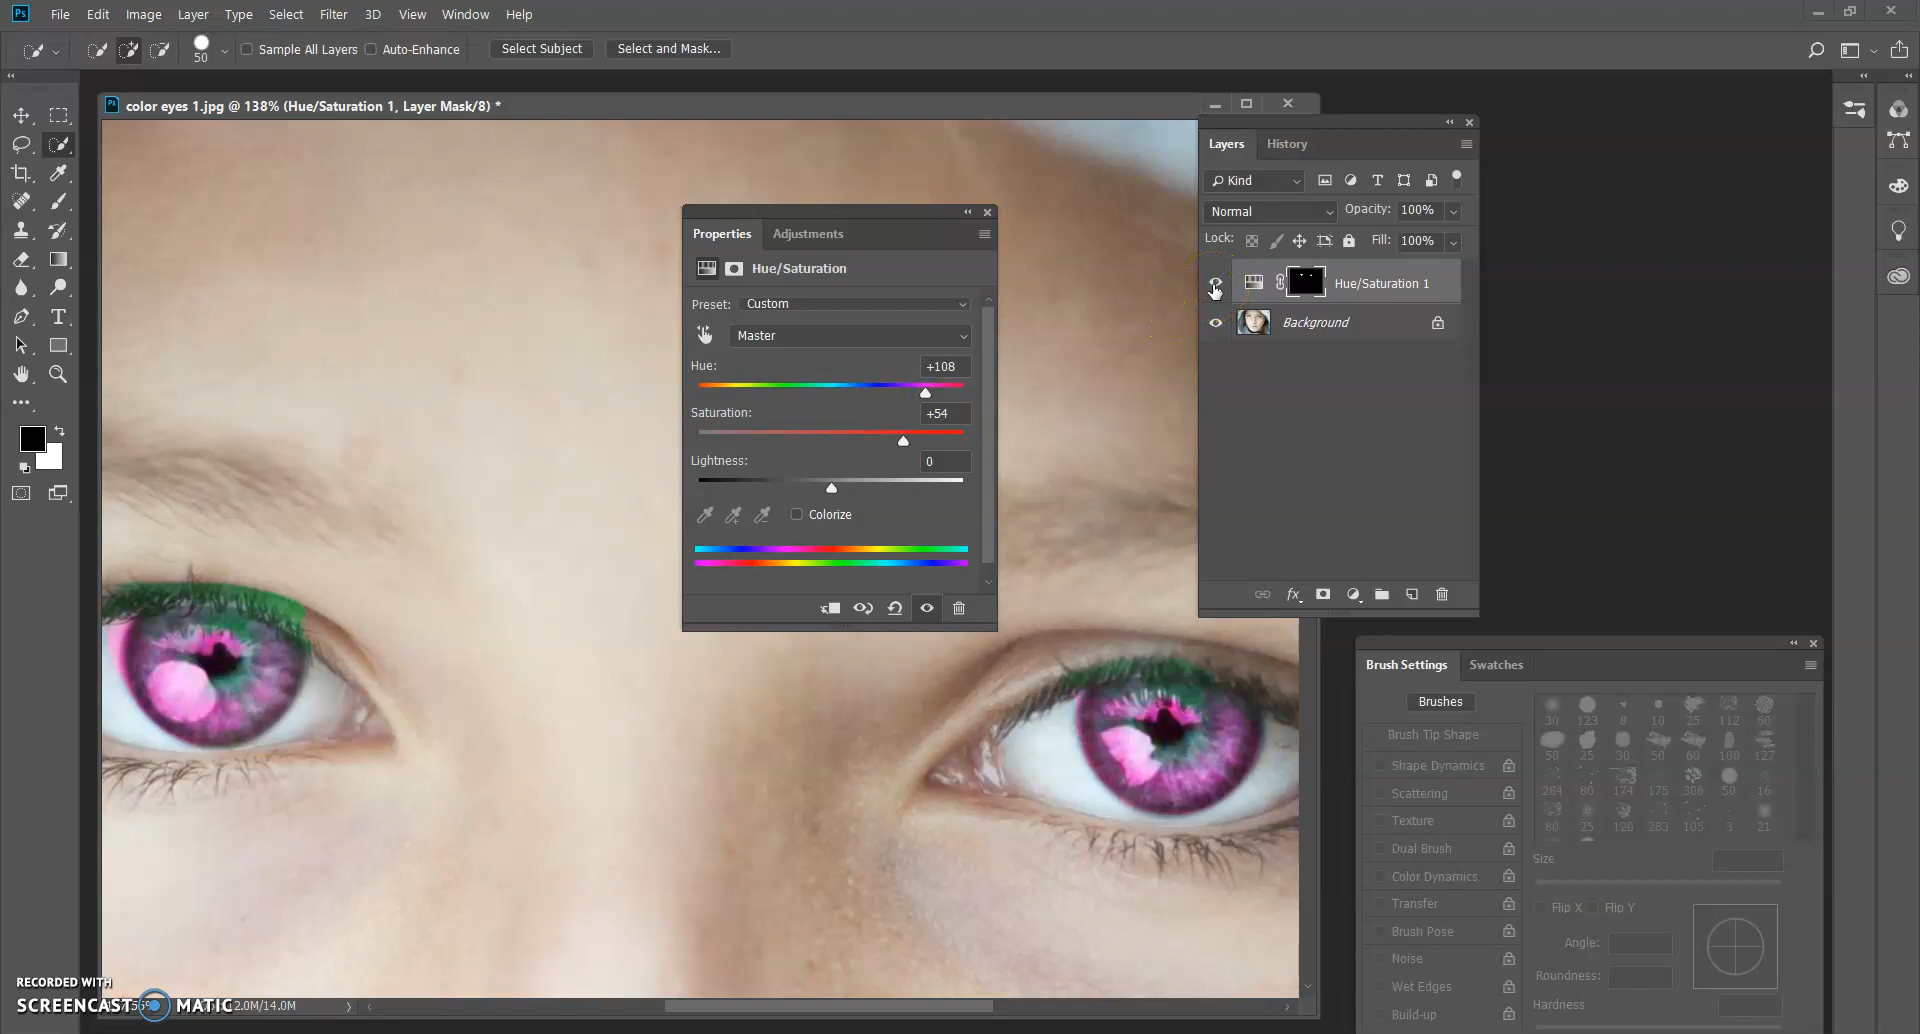 Ps File Edit Image Layer Type Select Filter 3D View Window Help
50 Sample All Layers Auto-Enhance Select Subject Select and Mask...
Ps color eyes 1.jpg @ 138% (Hue/Saturation 1, Layer Mask/8) *
Layers History
Kind
Normal Opacity: 100%
Lock: Fill: 100%
Hue/Saturation 1
Background
fx
Properties Adjustments
Hue/Saturation
Preset: Custom
Master
Hue: +108
Saturation: +54
Lightness: 0
Colorize
Brush Settings Swatches
Brushes
Brush Tip Shape
Shape Dynamics
Scattering
Texture
Dual Brush
Color Dynamics
Transfer
Brush Pose
Noise
Wet Edges
Build-up
30 123 8 10 25 112 60
50 25 30 50 60 100 127
284 80 174 175 306 50 16
80 25 120 283 105 3 21
Size
Flip X Flip Y
Angle:
Roundness:
Hardness
RECORDED WITH
SCREENCAST MATIC
2.0M/14.0M